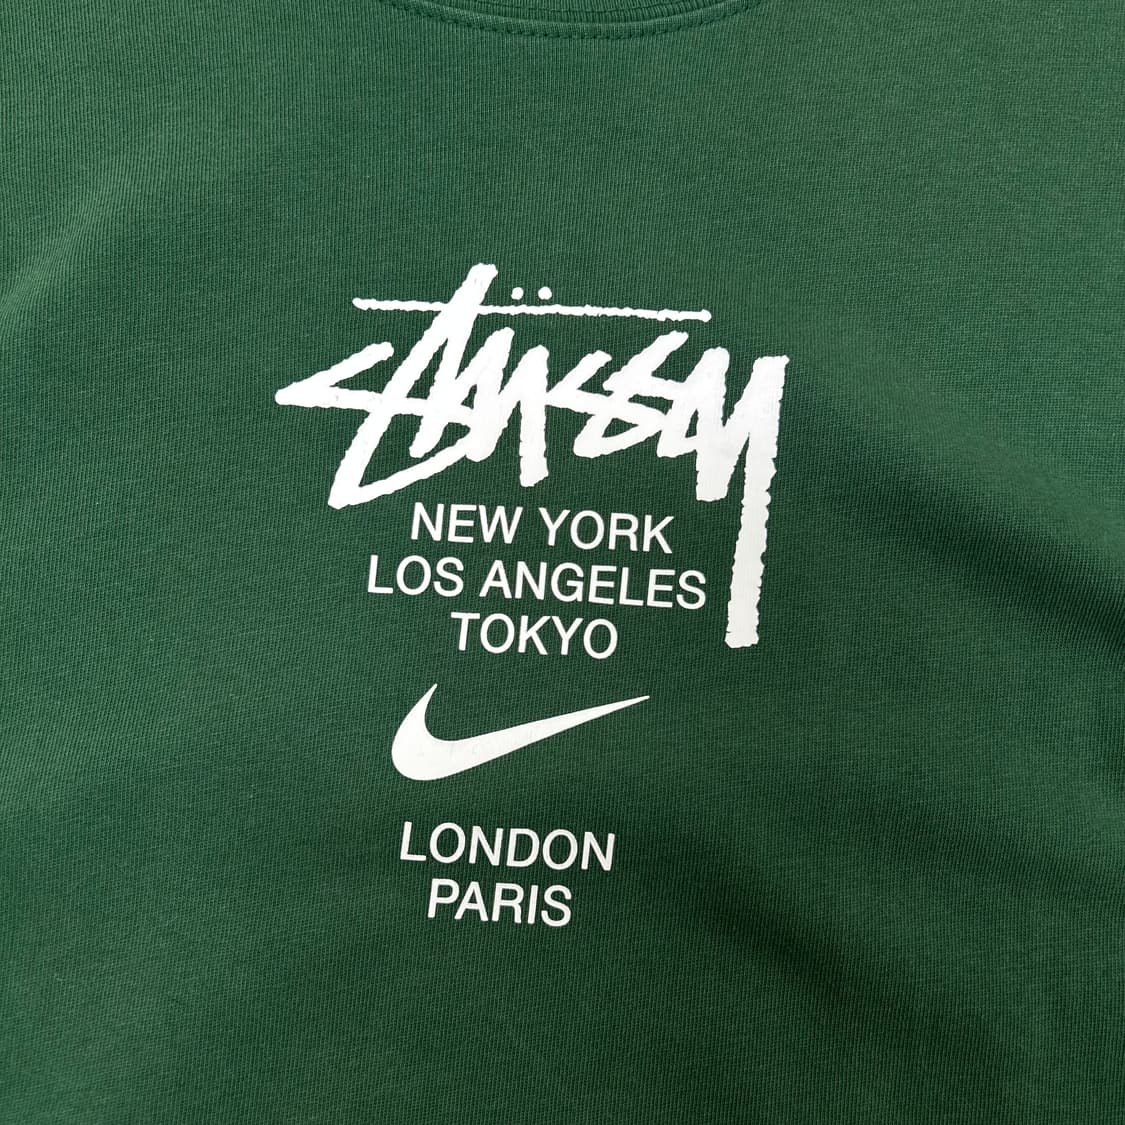 Stüssy
NEW YORK
LOS ANGELES
TOKYO
LONDON
PARIS